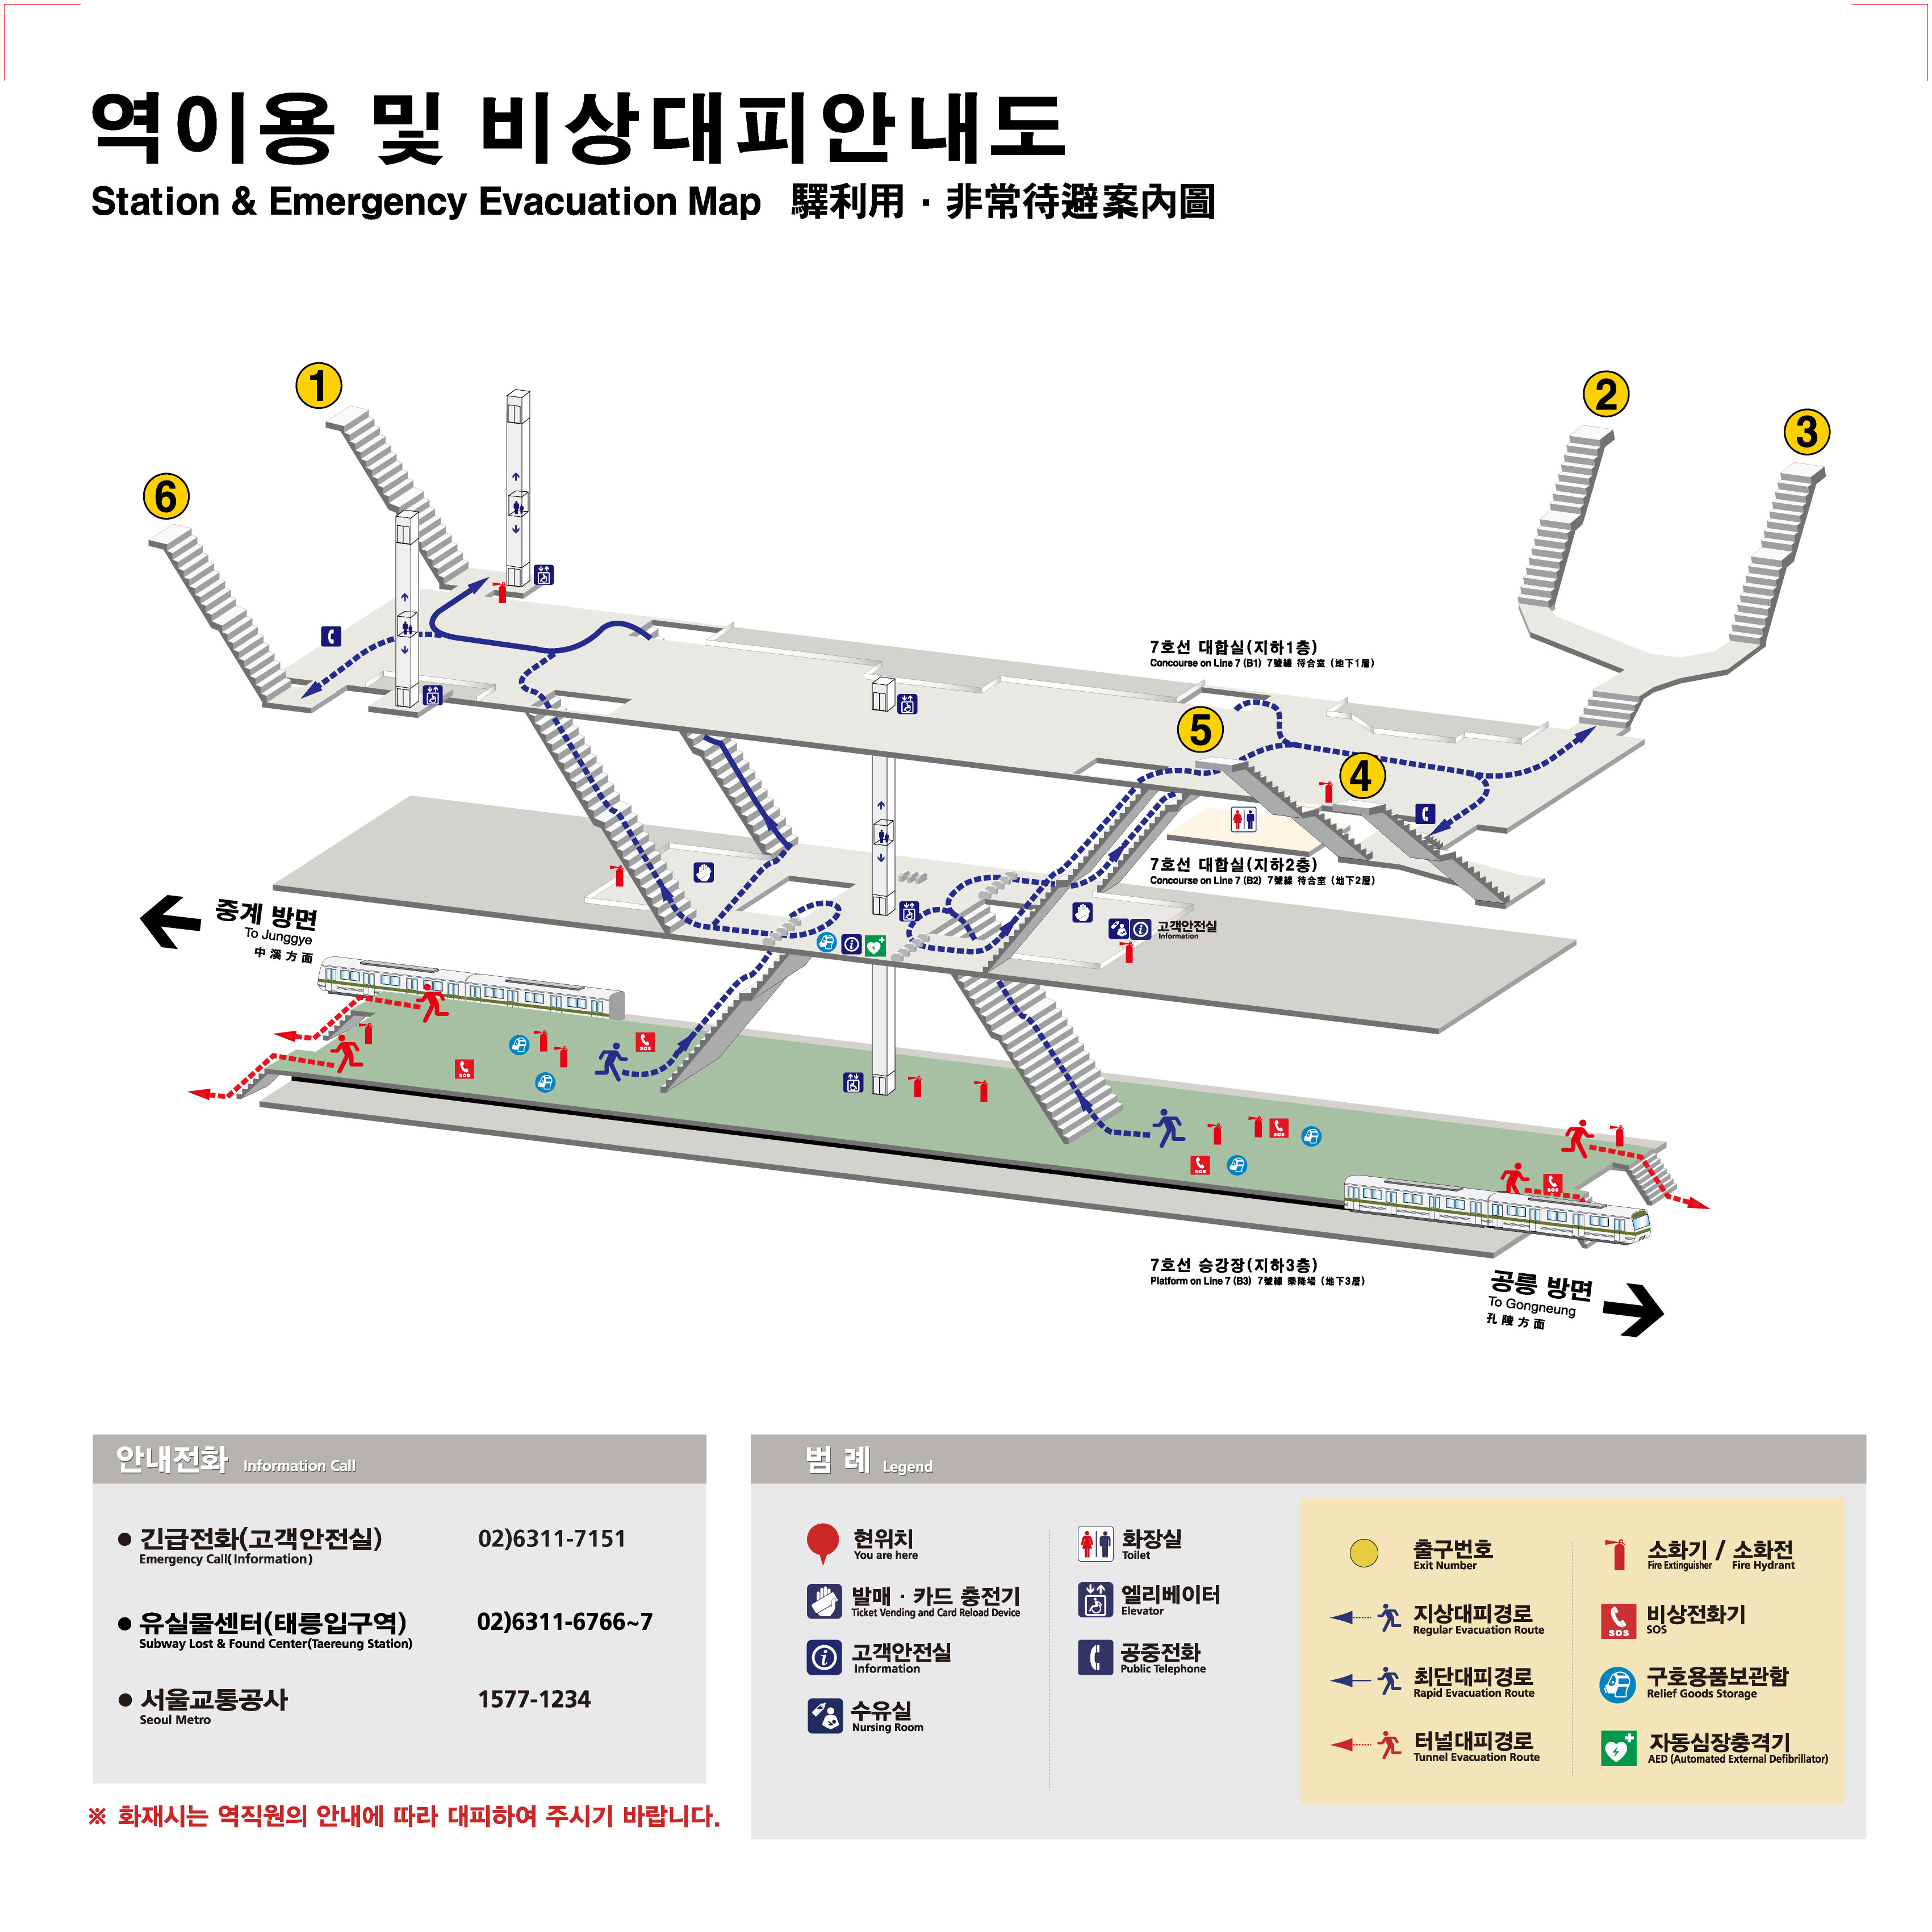 역이용 및 비상대피안내도
Station & Emergency Evacuation Map 驛利用·非常待避案內圖
1
2
3
6
7호선 대합실(지하1층)
Concourse on Line 7 (B1) 7號線 待合室 (地下1層)
5
4
7호선 대합실(지하2층)
Concourse on Line 7 (B2) 7號線 待合室 (地下2層)
고객안전실
Information
중계 방면
To Junggye
中溪方面
SOS
SOS
SOS
SOS
SOS
7호선 승강장(지하3층)
Platform on Line 7 (B3) 7號線 乘降場 (地下3層)
공릉 방면
To Gongneung
孔陵方面
안내전화 Information Call
긴급전화(고객안전실) 02)6311-7151
Emergency Call(Information)
유실물센터(태릉입구역) 02)6311-6766~7
Subway Lost & Found Center(Taereung Station)
서울교통공사 1577-1234
Seoul Metro
※ 화재시는 역직원의 안내에 따라 대피하여 주시기 바랍니다.
범 례 Legend
현위치
You are here
발매·카드 충전기
Ticket Vending and Card Reload Device
고객안전실
Information
수유실
Nursing Room
화장실
Toilet
엘리베이터
Elevator
공중전화
Public Telephone
출구번호
Exit Number
지상대피경로
Regular Evacuation Route
최단대피경로
Rapid Evacuation Route
터널대피경로
Tunnel Evacuation Route
소화기 / 소화전
Fire Extinguisher Fire Hydrant
SOS
비상전화기
SOS
구호용품보관함
Relief Goods Storage
자동심장충격기
AED (Automated External Defibrillator)